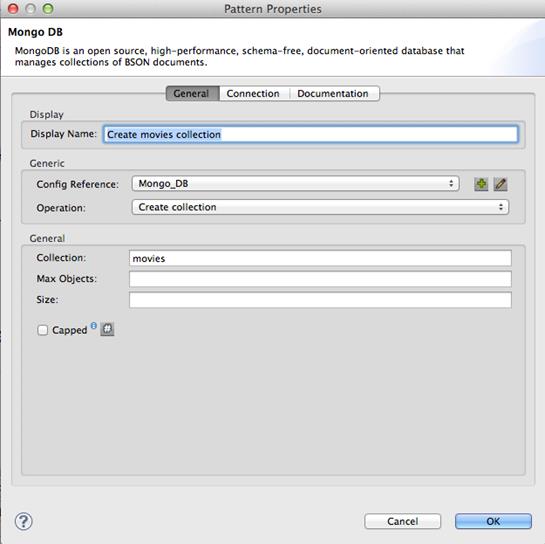 Pattern Properties
Mongo DB
MongoDB is an open source, high-performance, schema-free, document-oriented database that
manages collections of BSON documents.
General Connection Documentation
Display
Display Name: Create movies collection
Generic
Config Reference: Mongo_DB
Operation: Create collection
General
Collection: movies
Max Objects:
Size:
Capped i #
? Cancel OK